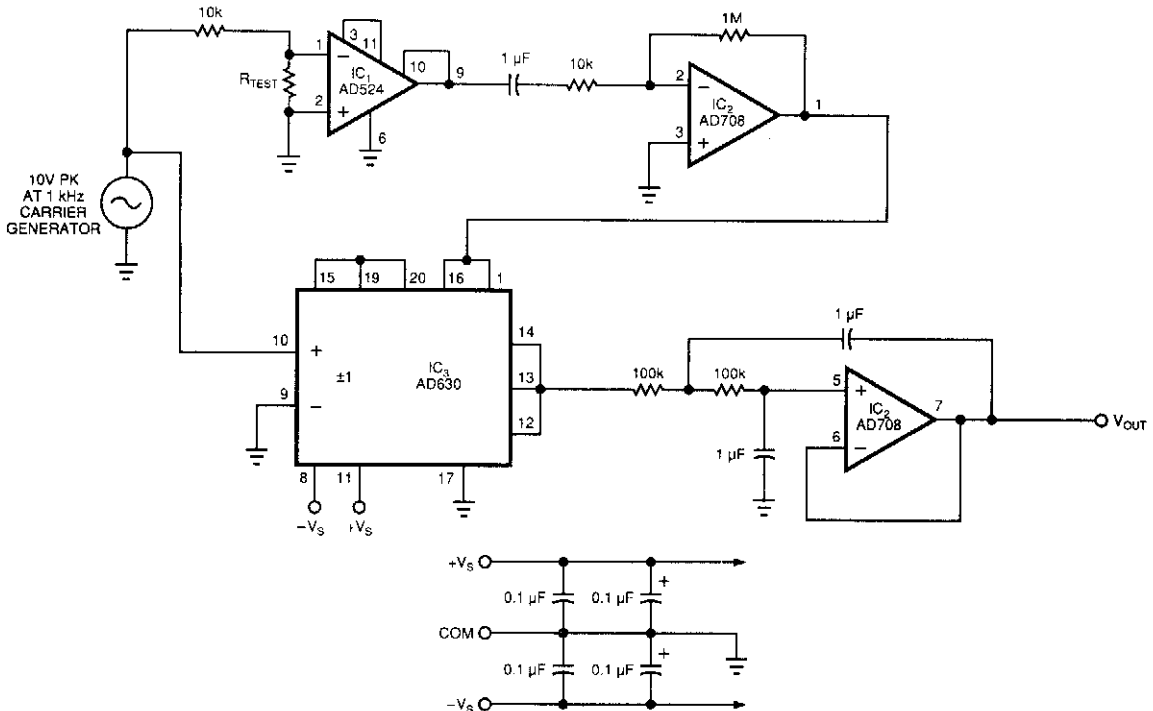 10k
1
3
11
10
9
IC1
AD524
RTEST
2
6
1 µF
10k
1M
2
IC2
AD708
1
3
10V PK
AT 1 kHz
CARRIER
GENERATOR
15
19
20
16
1
10
+
±1
IC3
AD630
9
−
14
13
12
8
11
17
−VS
+VS
100k
100k
1 µF
1 µF
5
6
IC2
AD708
7
VOUT
+VS
0.1 µF
0.1 µF
+
COM
0.1 µF
0.1 µF
+
−VS